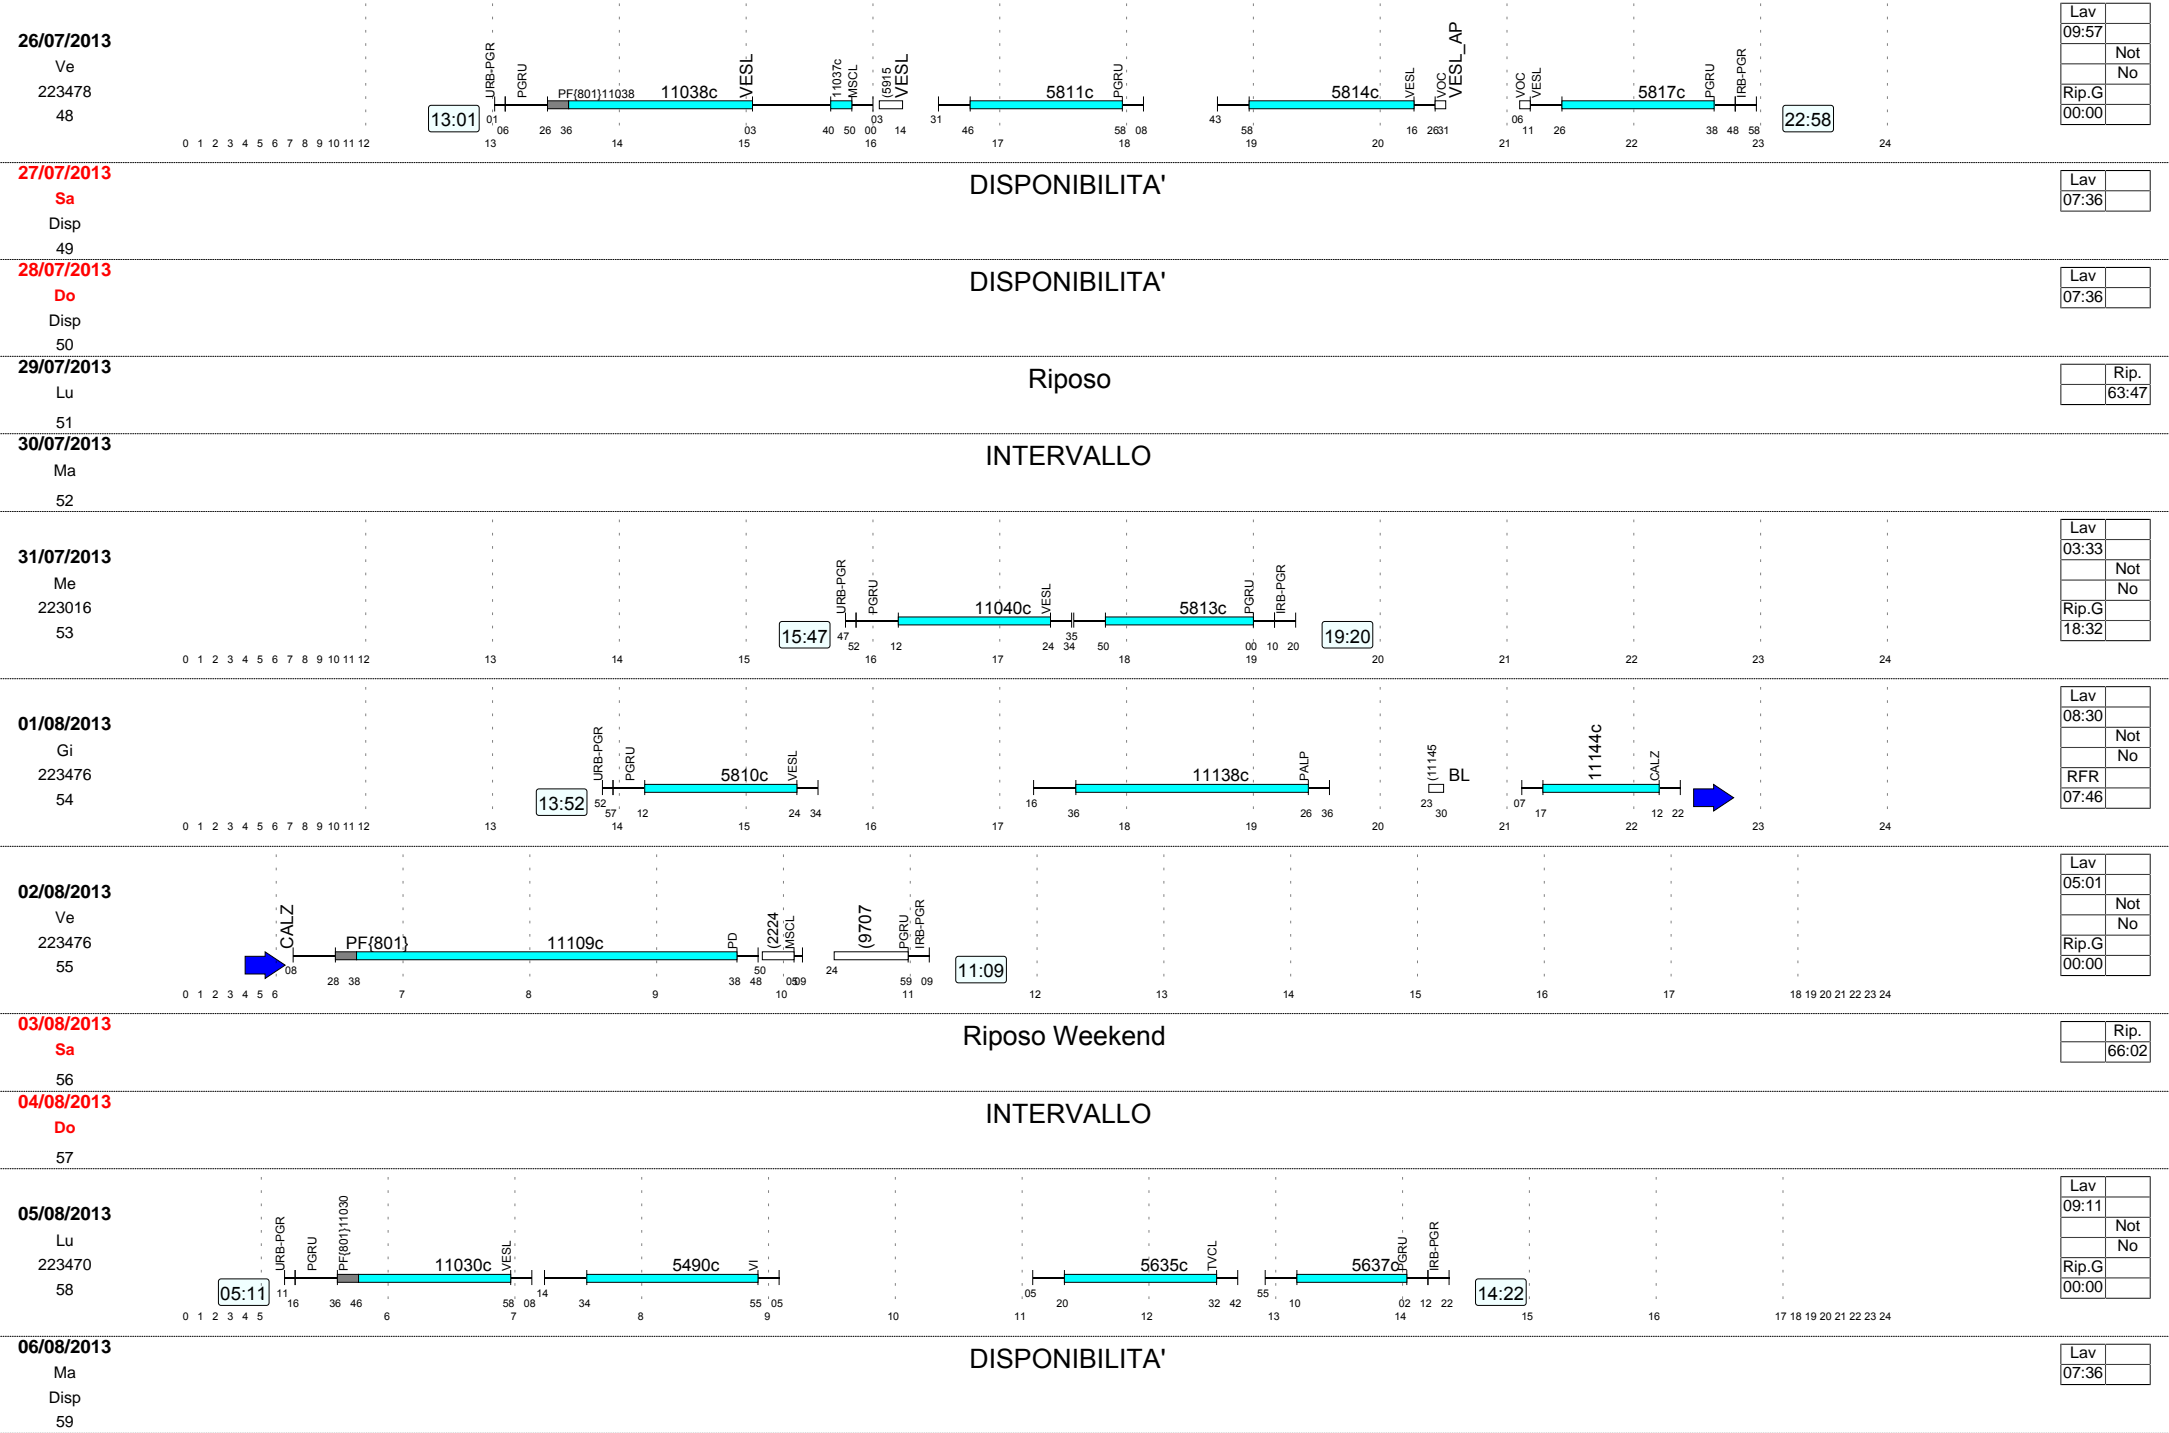 26/07/2013
Ve
223478
48
13:01
URB-PGR PGRU PF{801}11038 11038c VESL 11037c MSCL (5915 VESL 5811c PGRU 5814c VESL VOC VESL_AP VOC VESL 5817c PGRU IRB-PGR
01 06 26 36 03 40 50 00 03 14 31 46 58 08 43 58 16 26 31 06 11 26 38 48 58
22:58
0 1 2 3 4 5 6 7 8 9 10 11 12 13 14 15 16 17 18 19 20 21 22 23 24
Lav
09:57
Not
No
Rip.G
00:00
27/07/2013
Sa
Disp
49
DISPONIBILITA'
Lav
07:36
28/07/2013
Do
Disp
50
DISPONIBILITA'
Lav
07:36
29/07/2013
Lu
51
Riposo
Rip.
63:47
30/07/2013
Ma
52
INTERVALLO
31/07/2013
Me
223016
53
15:47
URB-PGR PGRU 11040c VESL 5813c PGRU IRB-PGR
47 52 12 24 34 35 50 00 10 20
19:20
0 1 2 3 4 5 6 7 8 9 10 11 12 13 14 15 16 17 18 19 20 21 22 23 24
Lav
03:33
Not
No
Rip.G
18:32
01/08/2013
Gi
223476
54
13:52
URB-PGR PGRU 5810c VESL 11138c PALP (11145 BL 11144c CALZ
52 57 12 24 34 16 36 26 36 23 30 07 17 12 22
0 1 2 3 4 5 6 7 8 9 10 11 12 13 14 15 16 17 18 19 20 21 22 23 24
Lav
08:30
Not
No
RFR
07:46
02/08/2013
Ve
223476
55
CALZ PF{801} 11109c PD (2224 MSCL (9707 PGRU IRB-PGR
08 28 38 38 48 50 05 09 24 59 09
11:09
0 1 2 3 4 5 6 7 8 9 10 11 12 13 14 15 16 17 18 19 20 21 22 23 24
Lav
05:01
Not
No
Rip.G
00:00
03/08/2013
Sa
56
Riposo Weekend
Rip.
66:02
04/08/2013
Do
57
INTERVALLO
05/08/2013
Lu
223470
58
05:11
URB-PGR PGRU PF{801}11030 11030c VESL 5490c VI 5635c TVCL 5637c PGRU IRB-PGR
11 16 36 46 58 08 14 34 55 05 05 20 32 42 55 10 02 12 22
14:22
0 1 2 3 4 5 6 7 8 9 10 11 12 13 14 15 16 17 18 19 20 21 22 23 24
Lav
09:11
Not
No
Rip.G
00:00
06/08/2013
Ma
Disp
59
DISPONIBILITA'
Lav
07:36